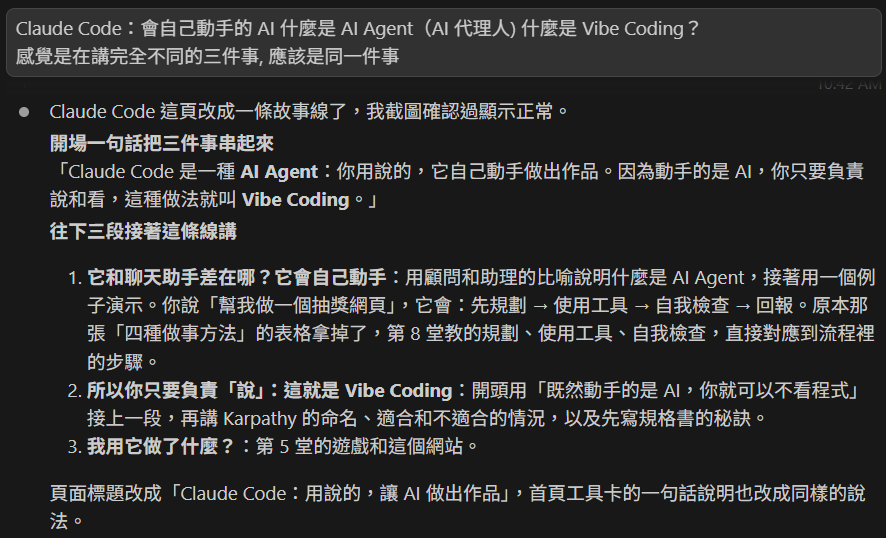 Claude Code：會自己動手的 AI 什麼是 AI Agent（AI 代理人) 什麼是 Vibe Coding？
感覺是在講完全不同的三件事, 應該是同一件事
10:42 AM
Claude Code 這頁改成一條故事線了，我截圖確認過顯示正常。
開場一句話把三件事串起來
「Claude Code 是一種 AI Agent：你用說的，它自己動手做出作品。因為動手的是 AI，你只要負責
說和看，這種做法就叫 Vibe Coding。」
往下三段接著這條線講
1. 它和聊天助手差在哪？它會自己動手：用顧問和助理的比喻說明什麼是 AI Agent，接著用一個例
子演示。你說「幫我做一個抽獎網頁」，它會：先規劃 → 使用工具 → 自我檢查 → 回報。原本那
張「四種做事方法」的表格拿掉了，第 8 堂教的規劃、使用工具、自我檢查，直接對應到流程裡
的步驟。
2. 所以你只要負責「說」：這就是 Vibe Coding：開頭用「既然動手的是 AI，你就可以不看程式」
接上一段，再講 Karpathy 的命名、適合和不適合的情況，以及先寫規格書的秘訣。
3. 我用它做了什麼？：第 5 堂的遊戲和這個網站。
頁面標題改成「Claude Code：用說的，讓 AI 做出作品」，首頁工具卡的一句話說明也改成同樣的說
法。